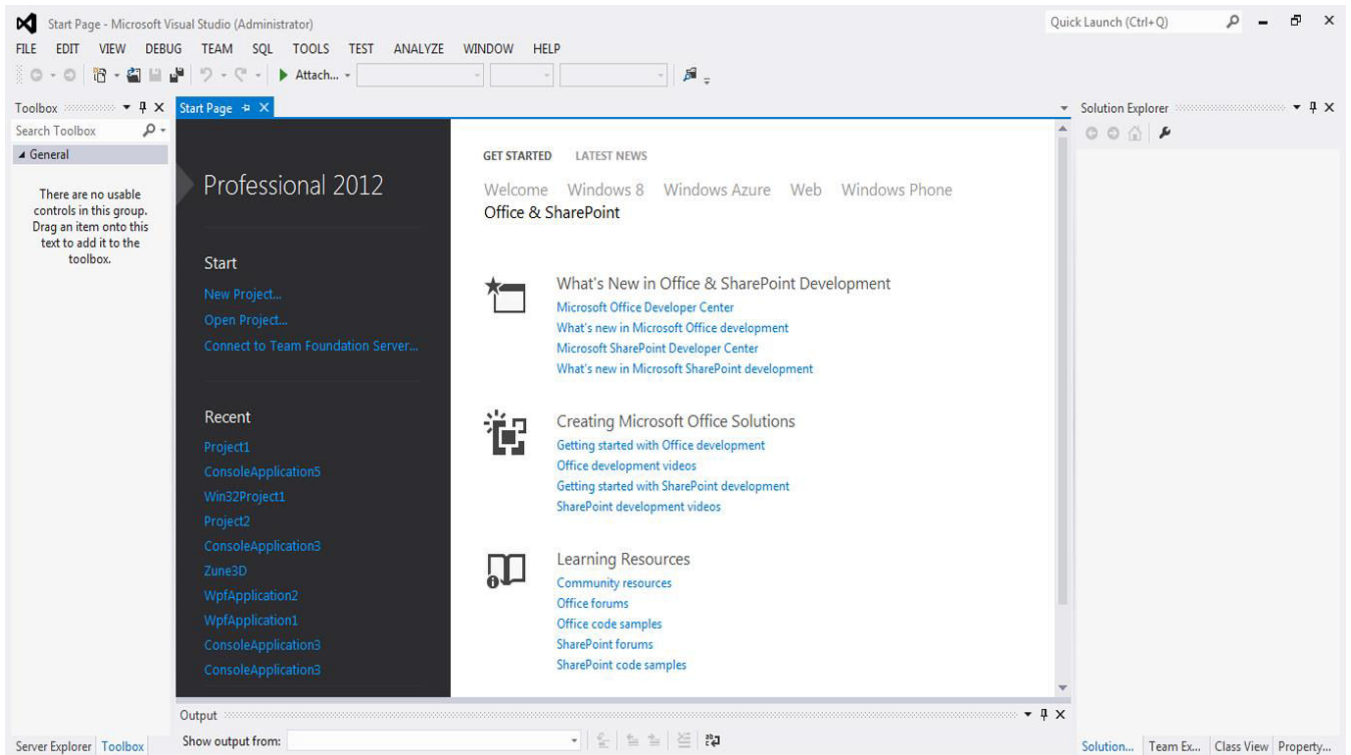 Start Page - Microsoft Visual Studio (Administrator)
Quick Launch (Ctrl+Q)
FILE EDIT VIEW DEBUG TEAM SQL TOOLS TEST ANALYZE WINDOW HELP
Attach...
Toolbox
Search Toolbox
General
There are no usable
controls in this group.
Drag an item onto this
text to add it to the
toolbox.
Server Explorer Toolbox
Start Page
Professional 2012
Start
New Project...
Open Project...
Connect to Team Foundation Server...
Recent
Project1
ConsoleApplication5
Win32Project1
Project2
ConsoleApplication3
Zune3D
WpfApplication2
WpfApplication1
ConsoleApplication3
ConsoleApplication3
GET STARTED LATEST NEWS
Welcome Windows 8 Windows Azure Web Windows Phone
Office & SharePoint
What's New in Office & SharePoint Development
Microsoft Office Developer Center
What's new in Microsoft Office development
Microsoft SharePoint Developer Center
What's new in Microsoft SharePoint development
Creating Microsoft Office Solutions
Getting started with Office development
Office development videos
Getting started with SharePoint development
SharePoint development videos
Learning Resources
Community resources
Office forums
Office code samples
SharePoint forums
SharePoint code samples
Output
Show output from:
Solution Explorer
Solution... Team Ex... Class View Property...